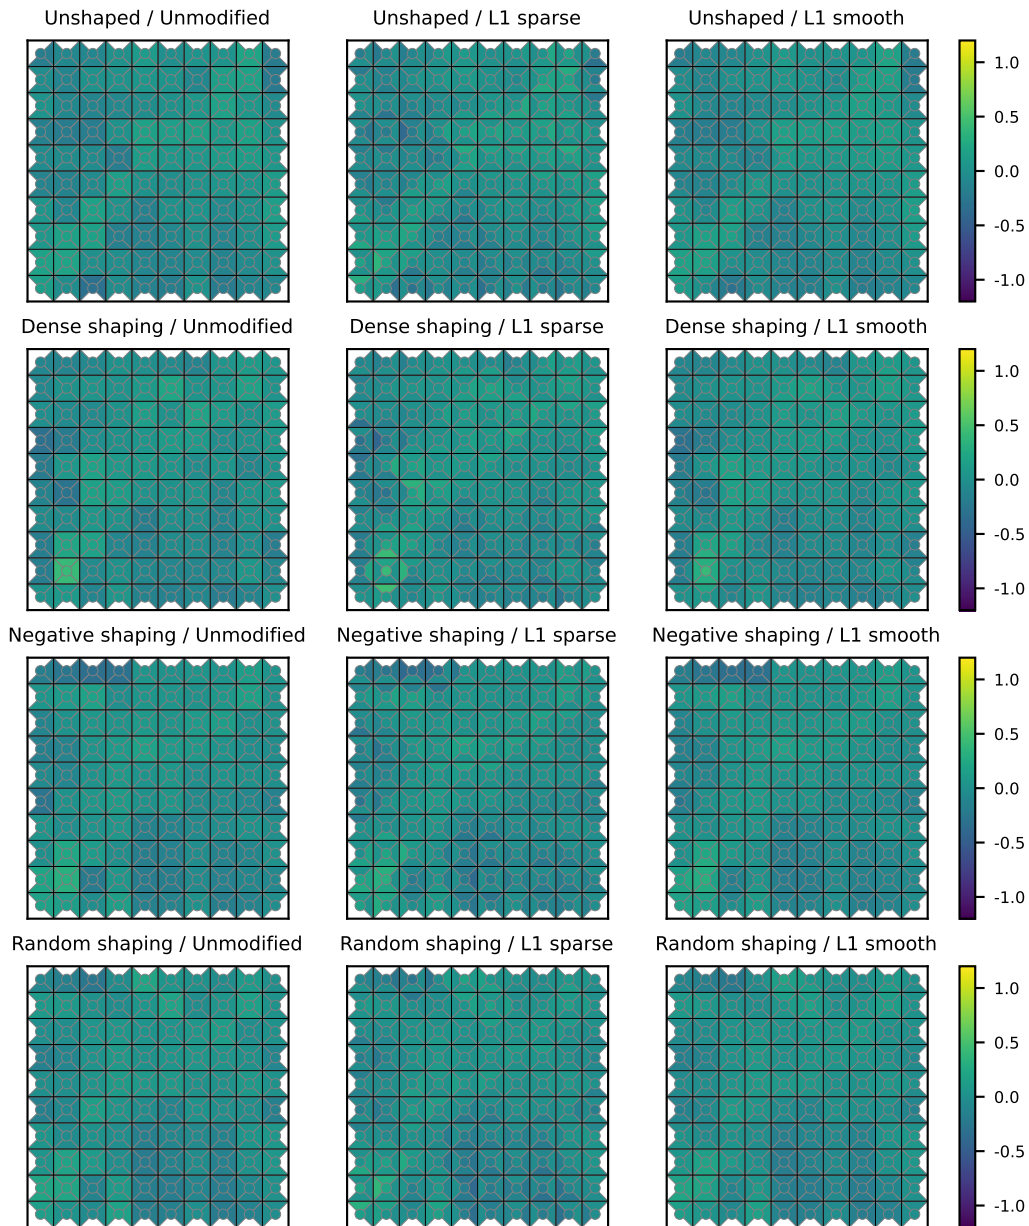 Unshaped / Unmodified
Unshaped / L1 sparse
Unshaped / L1 smooth
1.0
0.5
0.0
-0.5
-1.0
Dense shaping / Unmodified
Dense shaping / L1 sparse
Dense shaping / L1 smooth
1.0
0.5
0.0
-0.5
-1.0
Negative shaping / Unmodified
Negative shaping / L1 sparse
Negative shaping / L1 smooth
1.0
0.5
0.0
-0.5
-1.0
Random shaping / Unmodified
Random shaping / L1 sparse
Random shaping / L1 smooth
1.0
0.5
0.0
-0.5
-1.0